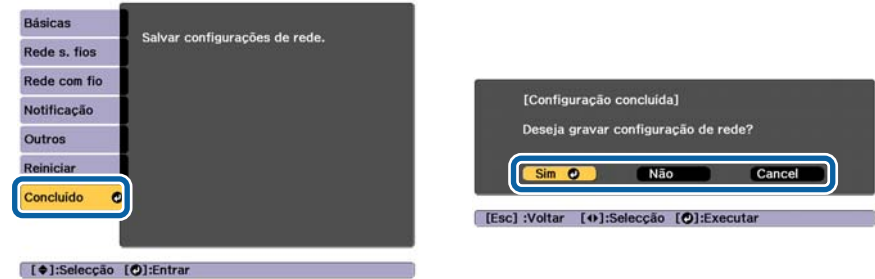 Básicas
Rede s. fios
Rede com fio
Notificação
Outros
Reiniciar
Concluído
Salvar configurações de rede.
[ ]:Selecção [ ]:Entrar
[Configuração concluída]
Deseja gravar configuração de rede?
Sim Não Cancel
[Esc] :Voltar [ ]:Selecção [ ]:Executar